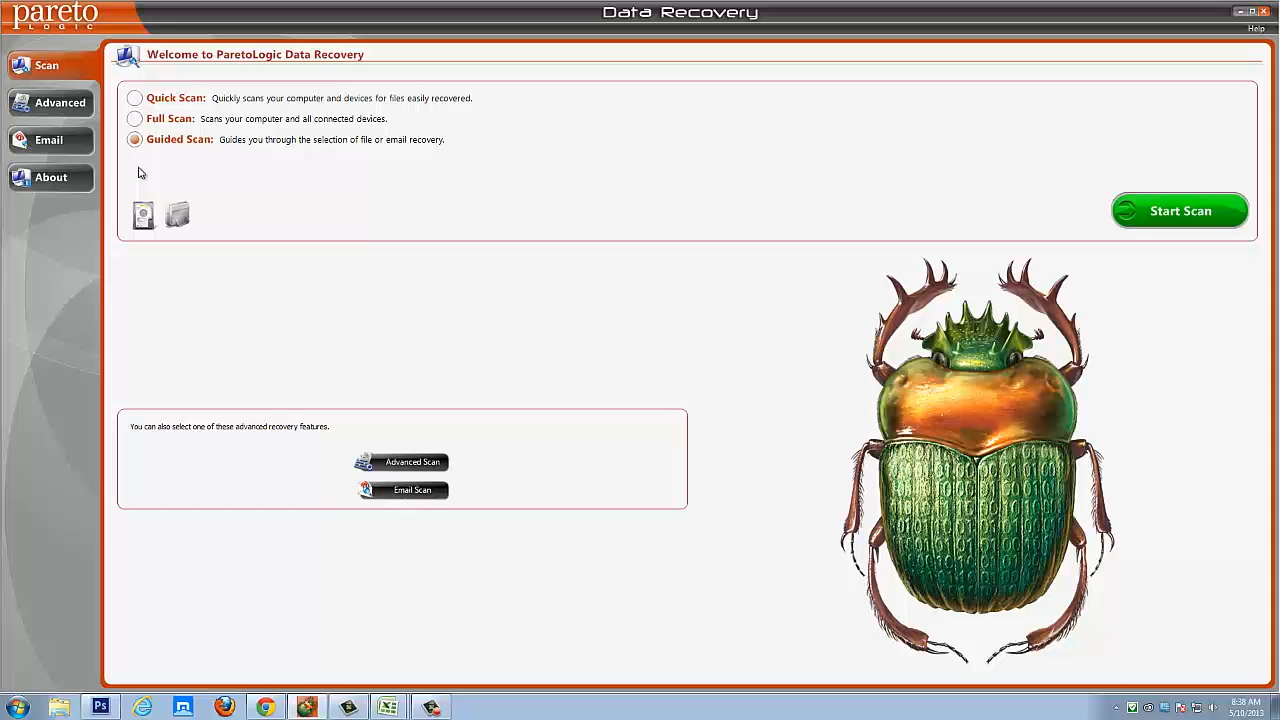 pareto
LOGIC
Data Recovery
Help
Scan
Advanced
Email
About
Welcome to ParetoLogic Data Recovery
Quick Scan: Quickly scans your computer and devices for files easily recovered.
Full Scan: Scans your computer and all connected devices.
Guided Scan: Guides you through the selection of file or email recovery.
Start Scan
You can also select one of these advanced recovery features.
Advanced Scan
Email Scan
Ps
8:38 AM
5/10/2013